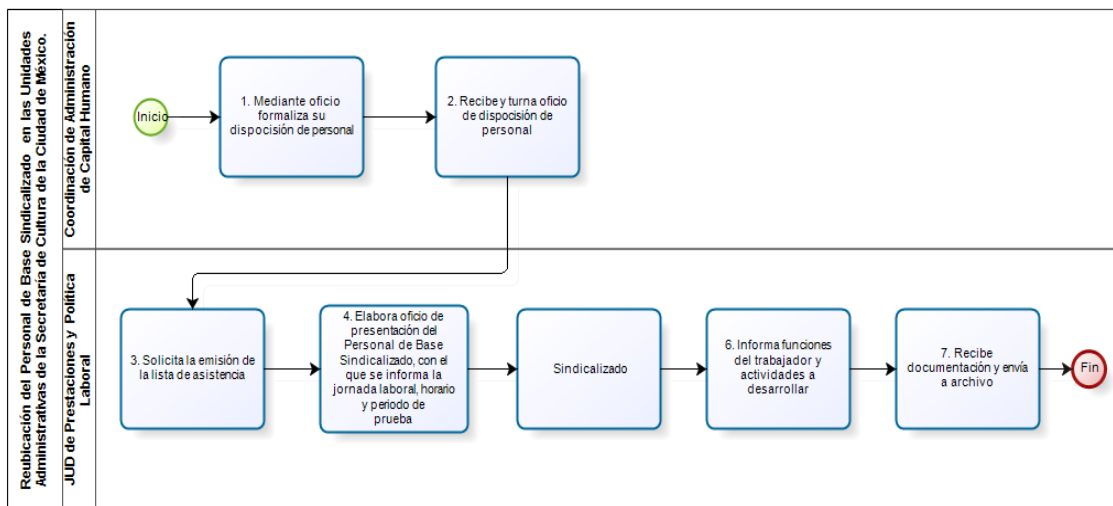 Reubicación del Personal de Base Sindicalizado en las Unidades
Administrativas de la Secretaría de Cultura de la Ciudad de México.
Coordinación de Administración
de Capital Humano
Inicio
1. Mediante oficio
formaliza su
dispocisión de personal
2. Recibe y turna oficio
de disposición de
personal
JUD de Prestaciones y Politica
Laboral
3. Solicita la emisión de
la lista de asistencia
4. Elabora oficio de
presentación del
Personal de Base
Sindicalizado, con el
que se informa la
jornada laboral, horario
y periodo de
prueba
Sindicalizado
6. Informa funciones
del trabajador y
actividades a
desarrollar
7. Recibe
documentación y envía
a archivo
Fin